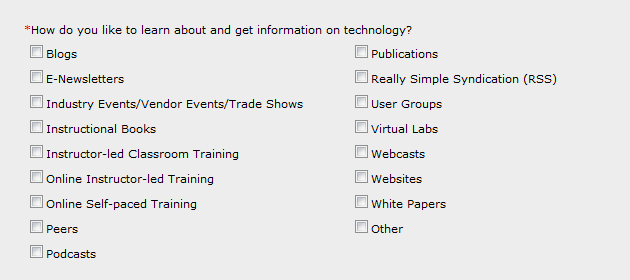 *How do you like to learn about and get information on technology?
Blogs
E-Newsletters
Industry Events/Vendor Events/Trade Shows
Instructional Books
Instructor-led Classroom Training
Online Instructor-led Training
Online Self-paced Training
Peers
Podcasts
Publications
Really Simple Syndication (RSS)
User Groups
Virtual Labs
Webcasts
Websites
White Papers
Other